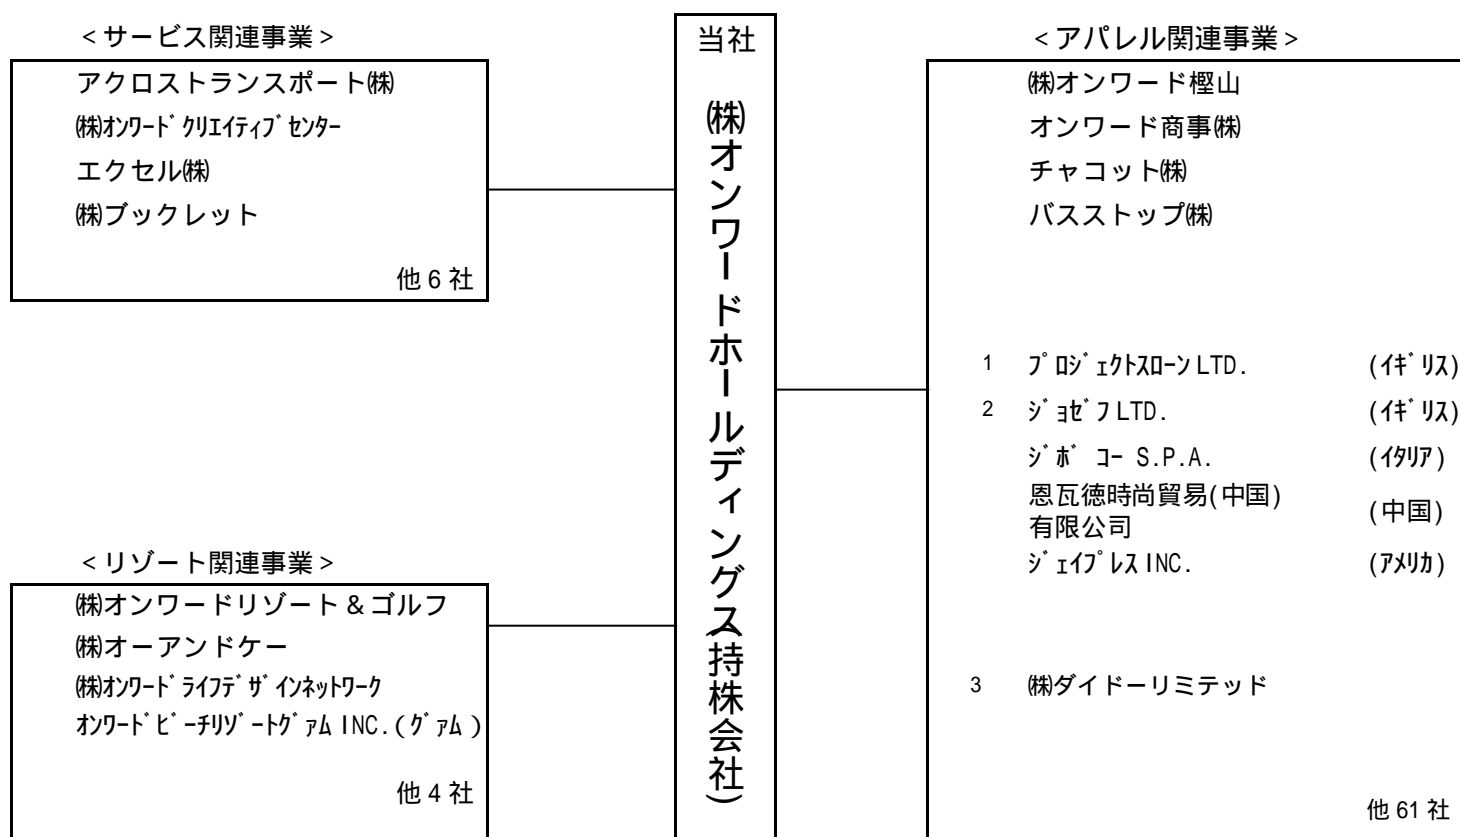 <サービス関連事業>
アクロストランスポート㈱
㈱ｵﾝﾜｰﾄﾞｸﾘｴｲﾃｨﾌﾞｾﾝﾀｰ
エクセル㈱
㈱ブックレット
他6社
<リゾート関連事業>
㈱オンワードリゾート&ゴルフ
㈱オーアンドケー
㈱ｵﾝﾜｰﾄﾞﾗｲﾌﾃﾞｻﾞｲﾝﾈｯﾄﾜｰｸ
ｵﾝﾜｰﾄﾞﾋﾞｰﾁﾘｿﾞｰﾄｸﾞｧﾑINC.(ｸﾞｧﾑ)
他4社
当社
㈱オンワードホールディングス(持株会社)
<アパレル関連事業>
㈱オンワード樫山
オンワード商事㈱
チャコット㈱
バスストップ㈱
1 ﾌﾟﾛｼﾞｪｸﾄｽﾛｰﾝLTD. (ｲｷﾞﾘｽ)
2 ｼﾞｮｾﾞﾌLTD. (ｲｷﾞﾘｽ)
ｼﾞﾎﾞ ｺｰ S.P.A. (ｲﾀﾘｱ)
恩瓦徳時尚貿易(中国)
有限公司 (中国)
ｼﾞｪｲﾌﾟﾚｽINC. (ｱﾒﾘｶ)
3 ㈱ダイドーリミテッド
他61社